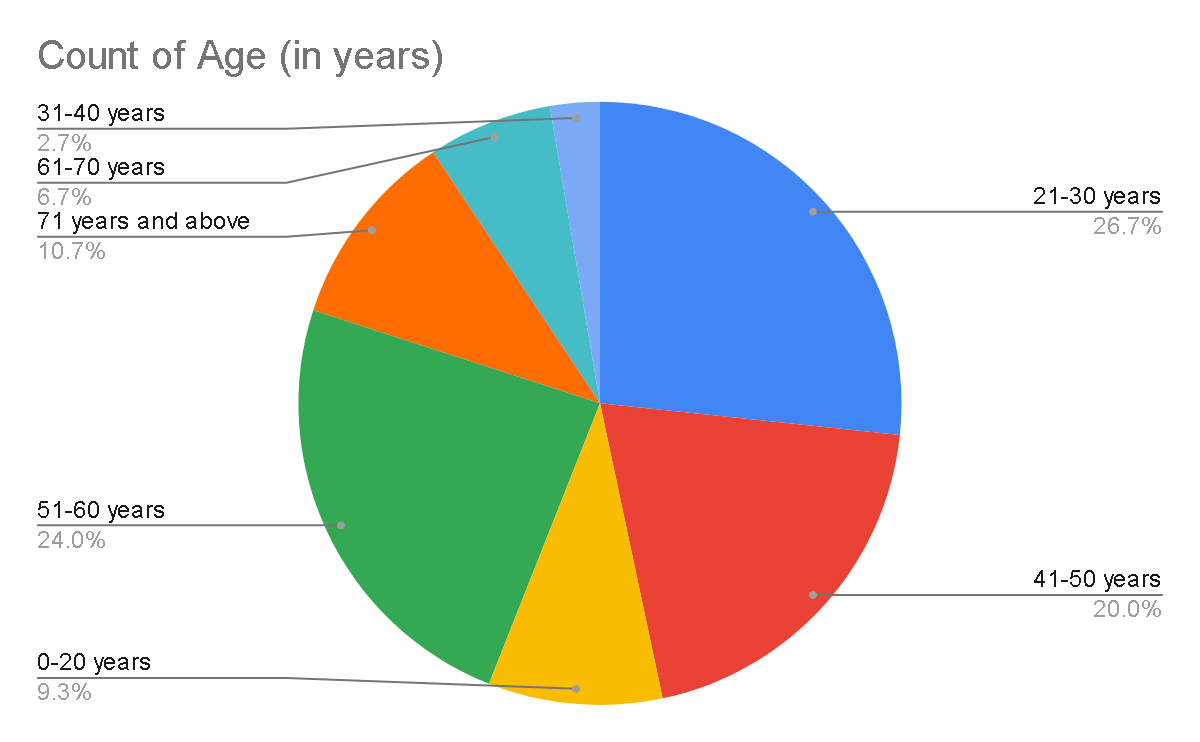 Count of Age (in years)
31-40 years
2.7%
61-70 years
6.7%
71 years and above
10.7%
21-30 years
26.7%
51-60 years
24.0%
41-50 years
20.0%
0-20 years
9.3%